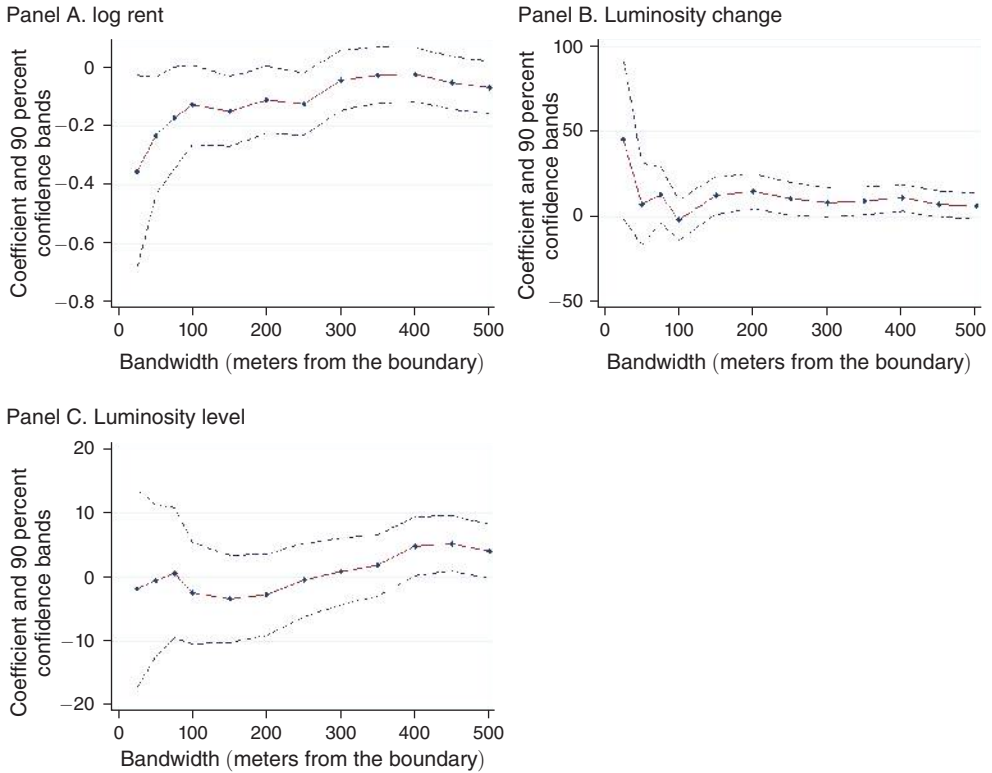 Panel A. log rent
Coefficient and 90 percent
confidence bands
0
−0.2
−0.4
−0.6
−0.8
0
100
200
300
400
500
Bandwidth (meters from the boundary)
Panel B. Luminosity change
Coefficient and 90 percent
confidence bands
100
50
0
−50
0
100
200
300
400
500
Bandwidth (meters from the boundary)
Panel C. Luminosity level
Coefficient and 90 percent
confidence bands
20
10
0
−10
−20
0
100
200
300
400
500
Bandwidth (meters from the boundary)